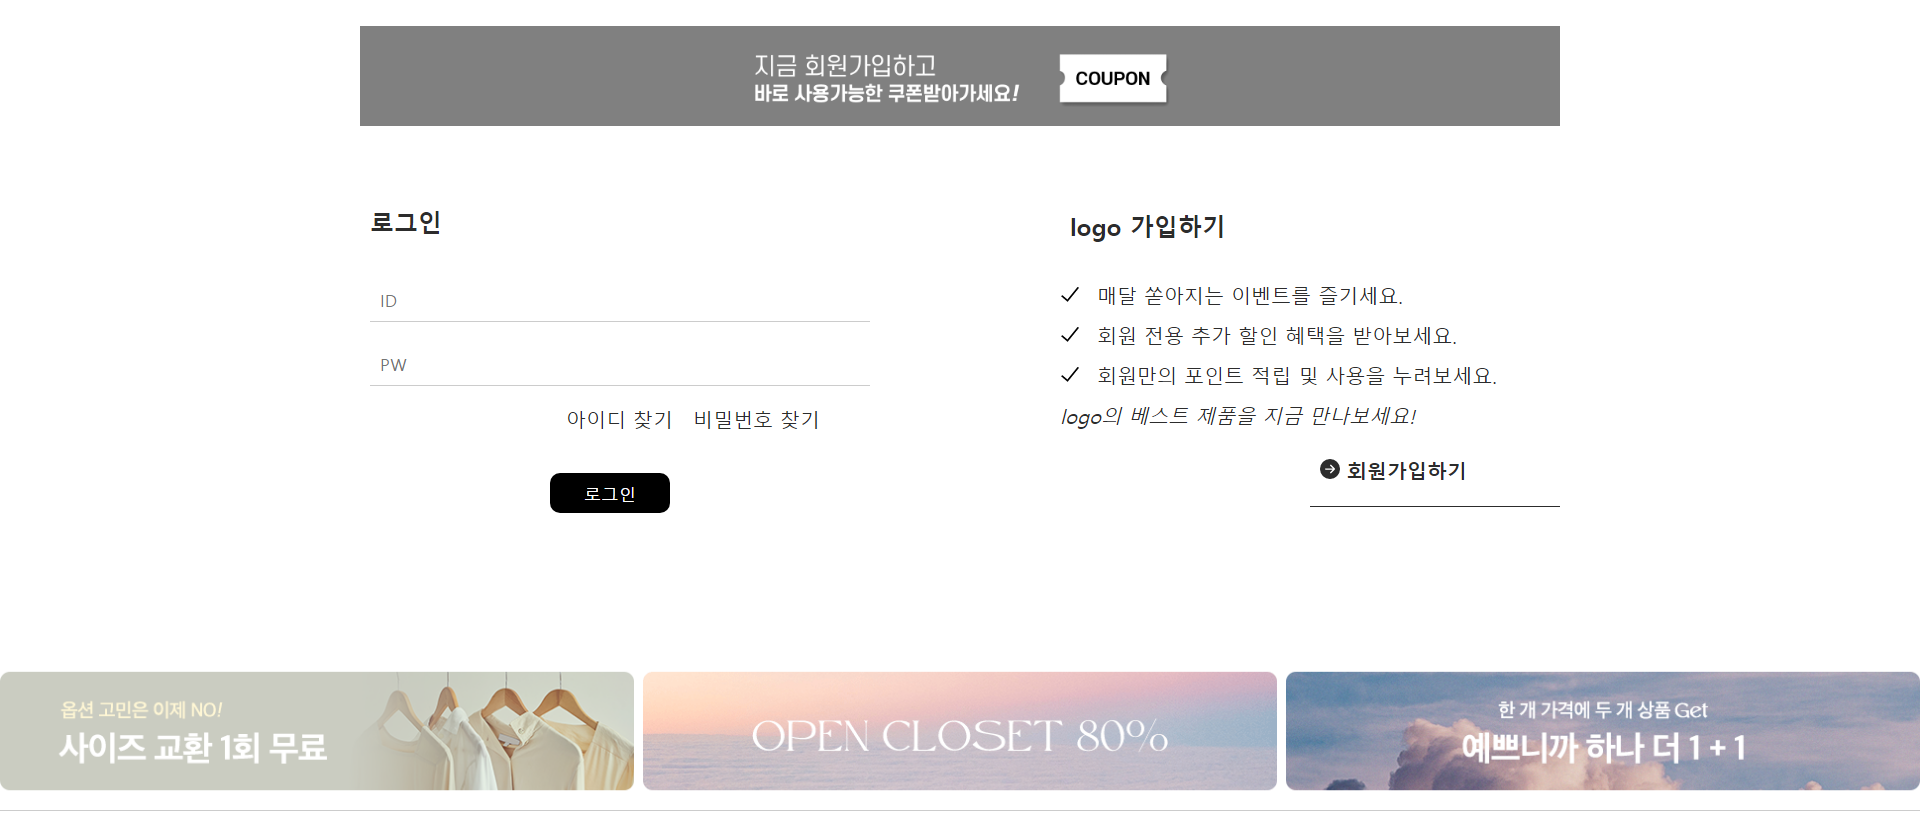 지금 회원가입하고
바로 사용가능한 쿠폰받아가세요!
COUPON
로그인
ID
PW
아이디 찾기 비밀번호 찾기
로그인
logo 가입하기
매달 쏟아지는 이벤트를 즐기세요.
회원 전용 추가 할인 혜택을 받아보세요.
회원만의 포인트 적립 및 사용을 누려보세요.
logo의 베스트 제품을 지금 만나보세요!
회원가입하기
옵션 고민은 이제 NO!
사이즈 교환 1회 무료
OPEN CLOSET 80%
한 개 가격에 두 개 상품 Get
예쁘니까 하나 더 1 + 1